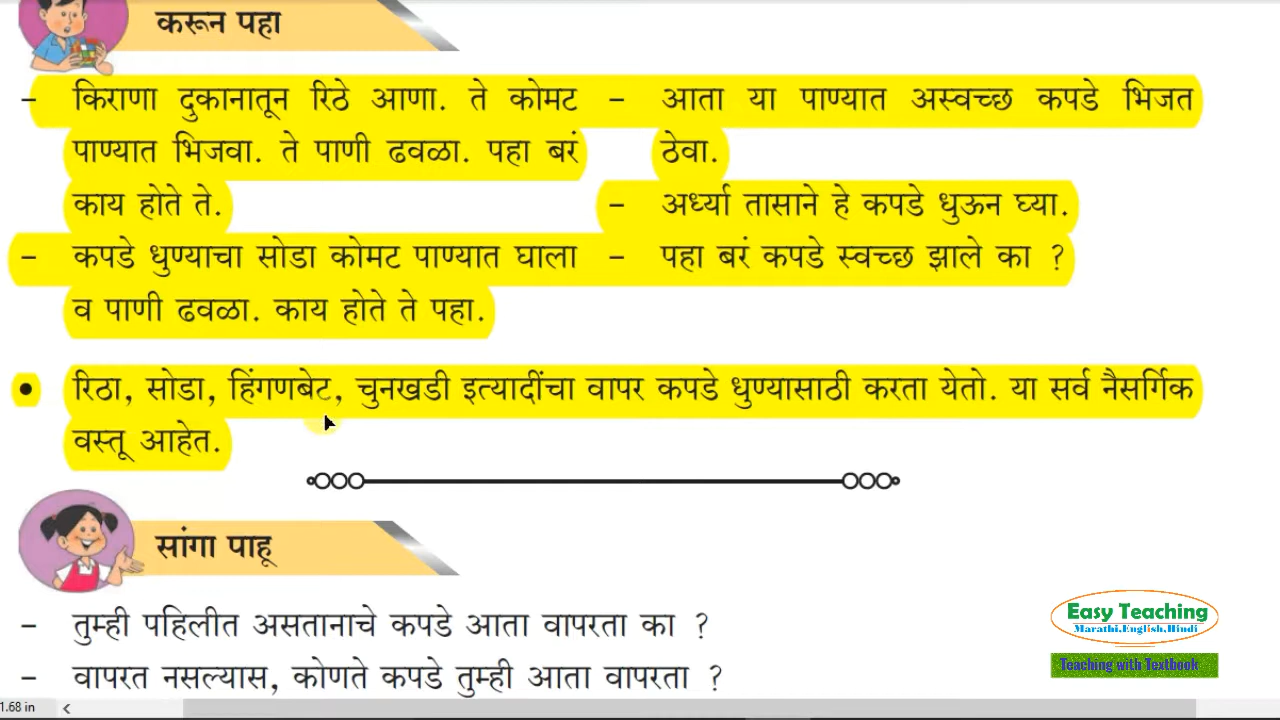 करून पहा
– किराणा दुकानातून रिठे आणा. ते कोमट
पाण्यात भिजवा. ते पाणी ढवळा. पहा बरं
काय होते ते.
– कपडे धुण्याचा सोडा कोमट पाण्यात घाला
व पाणी ढवळा. काय होते ते पहा.
– आता या पाण्यात अस्वच्छ कपडे भिजत
ठेवा.
– अर्ध्या तासाने हे कपडे धुऊन घ्या.
– पहा बरं कपडे स्वच्छ झाले का ?
• रिठा, सोडा, हिंगणबेट, चुनखडी इत्यादींचा वापर कपडे धुण्यासाठी करता येतो. या सर्व नैसर्गिक
वस्तू आहेत.
सांगा पाहू
– तुम्ही पहिलीत असतानाचे कपडे आता वापरता का ?
– वापरत नसल्यास, कोणते कपडे तुम्ही आता वापरता ?
Easy Teaching
Marathi,English,Hindi
Teaching with Textbook
1.68 in